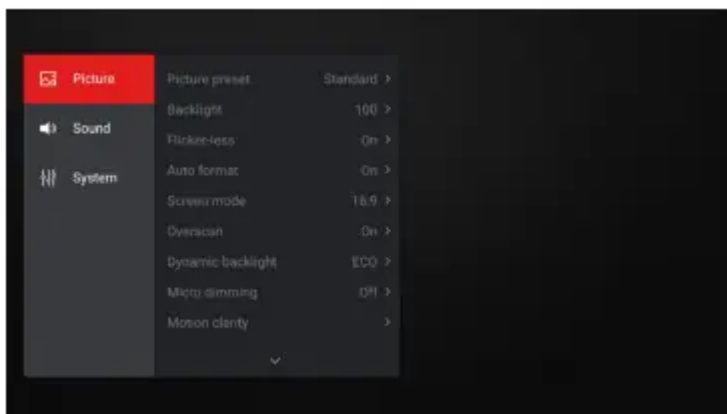 Picture
Sound
System
Picture preset Standard
Backlight 100
Flicker-less On
Auto format On
Screen mode 16:9
Overscan On
Dynamic backlight ECO
Micro dimming Off
Motion clarity